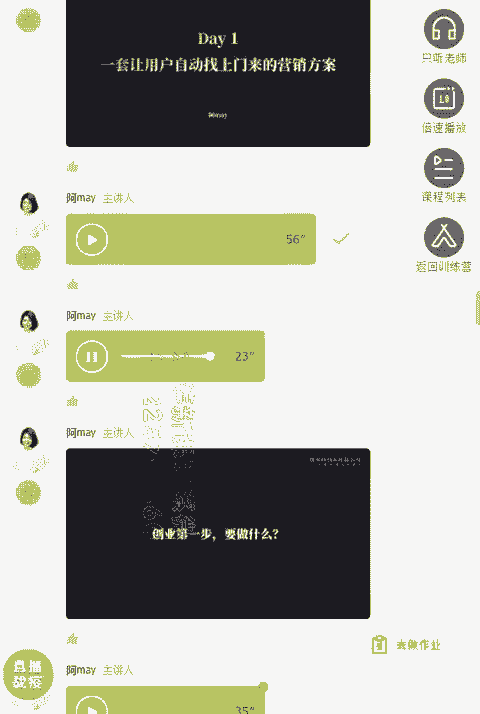 Day 1
一套让用户自动找上门来的营销方案
阿may
只听老师
1.0
倍速播放
课程列表
返回训练营
阿may 主讲人
56"
阿may 主讲人
23"
阿may 主讲人
创业第一步，要做什么？
去做作业
直播
战疫
阿may 主讲人
35"